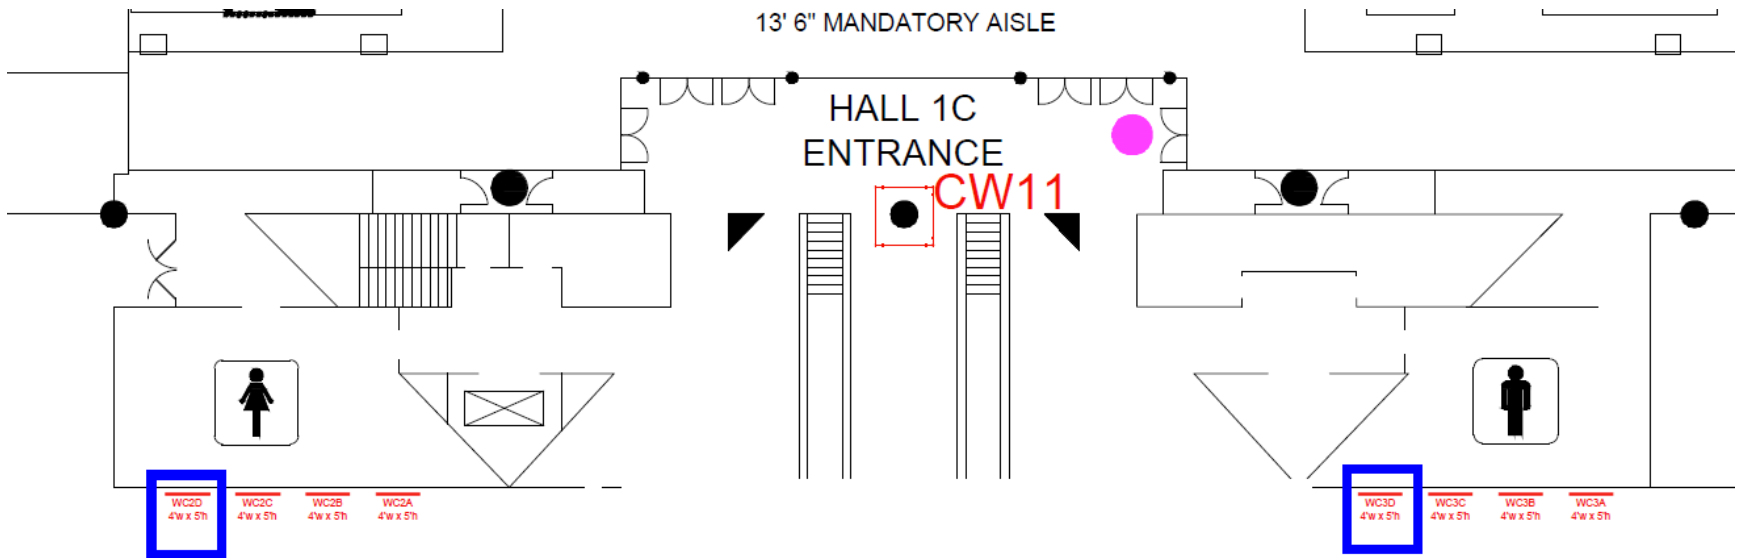 13' 6" MANDATORY AISLE
HALL 1C
ENTRANCE
CW11
WC2D
4'w x 5'h
WC2C
4'w x 5'h
WC2B
4'w x 5'h
WC2A
4'w x 5'h
WC3D
4'w x 5'h
WC3C
4'w x 5'h
WC3B
4'w x 5'h
WC3A
4'w x 5'h